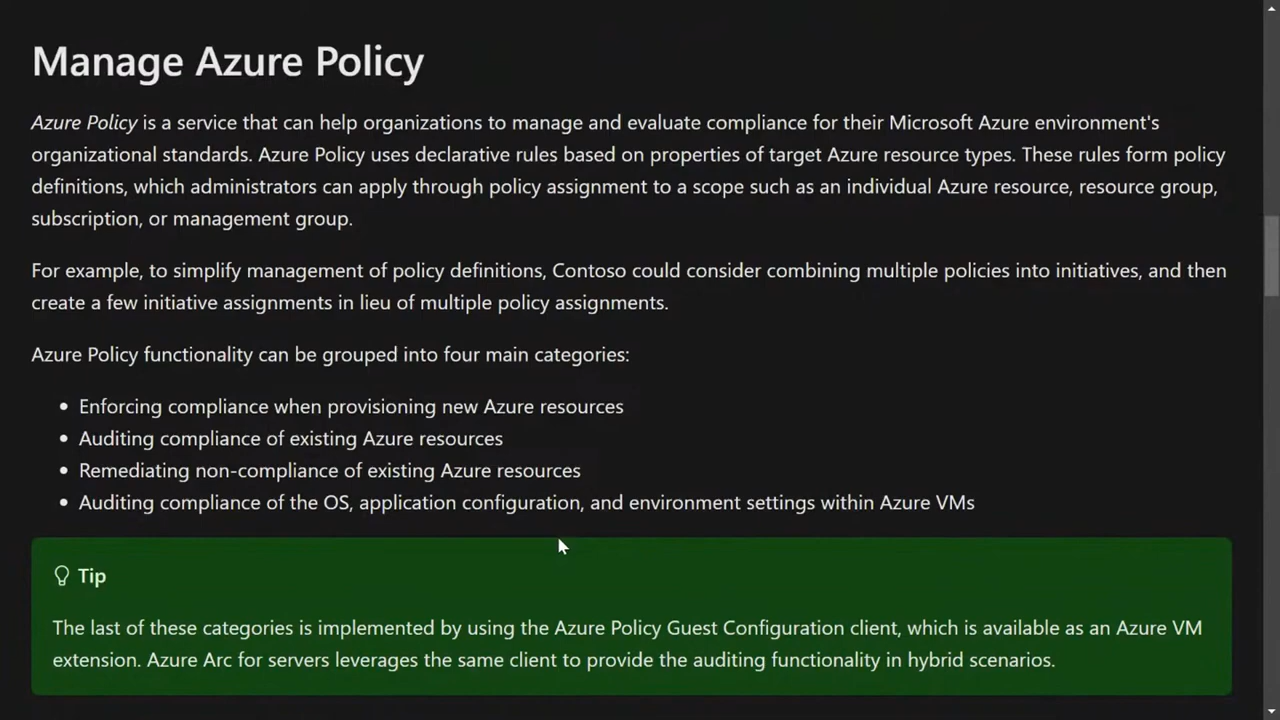 Manage Azure Policy
Azure Policy is a service that can help organizations to manage and evaluate compliance for their Microsoft Azure environment's
organizational standards. Azure Policy uses declarative rules based on properties of target Azure resource types. These rules form policy
definitions, which administrators can apply through policy assignment to a scope such as an individual Azure resource, resource group,
subscription, or management group.
For example, to simplify management of policy definitions, Contoso could consider combining multiple policies into initiatives, and then
create a few initiative assignments in lieu of multiple policy assignments.
Azure Policy functionality can be grouped into four main categories:
• Enforcing compliance when provisioning new Azure resources
• Auditing compliance of existing Azure resources
• Remediating non-compliance of existing Azure resources
• Auditing compliance of the OS, application configuration, and environment settings within Azure VMs
Tip
The last of these categories is implemented by using the Azure Policy Guest Configuration client, which is available as an Azure VM
extension. Azure Arc for servers leverages the same client to provide the auditing functionality in hybrid scenarios.